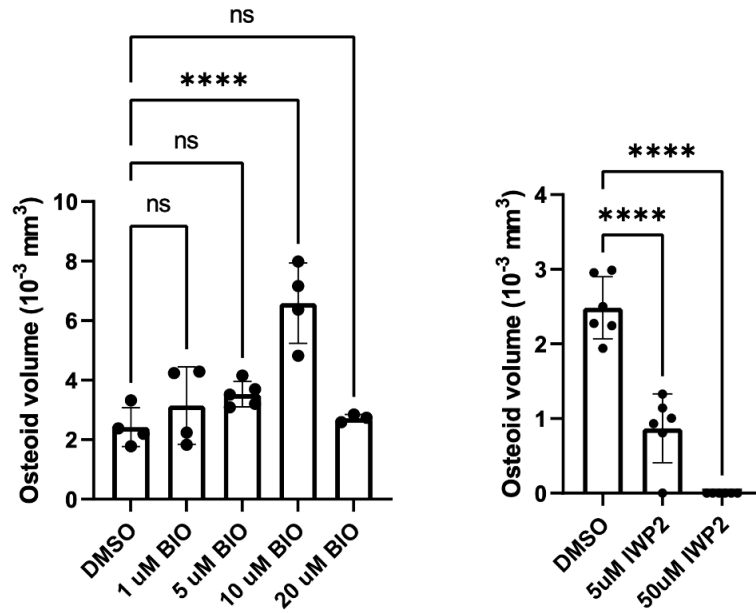 ns
****
ns
ns
Osteoid volume (10⁻³ mm³)
10
8
6
4
2
0
DMSO
1 uM BIO
5 uM BIO
10 uM BIO
20 uM BIO
****
****
Osteoid volume (10⁻³ mm³)
4
3
2
1
0
DMSO
5uM IWP2
50uM IWP2